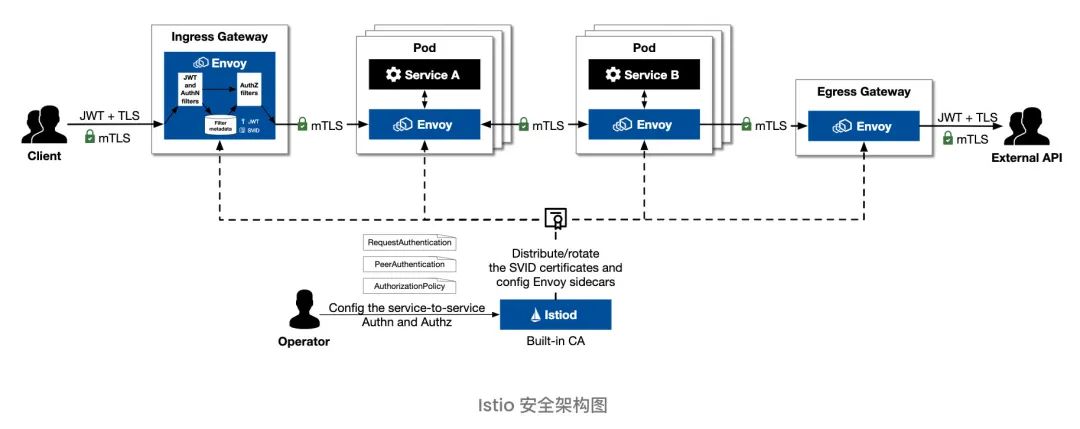 Ingress Gateway
Envoy
JWT
and
AuthN
filters
AuthZ
filters
Filter
metadata
JWT
SVID
Client
JWT + TLS
mTLS
mTLS
Pod
Service A
Envoy
mTLS
Pod
Service B
Envoy
mTLS
Egress Gateway
Envoy
JWT + TLS
mTLS
External API
RequestAuthentication
PeerAuthentication
AuthorizationPolicy
Distribute/rotate
the SVID certificates and
config Envoy sidecars
Operator
Config the service-to-service
Authn and Authz
Istiod
Built-in CA
Istio 安全架构图